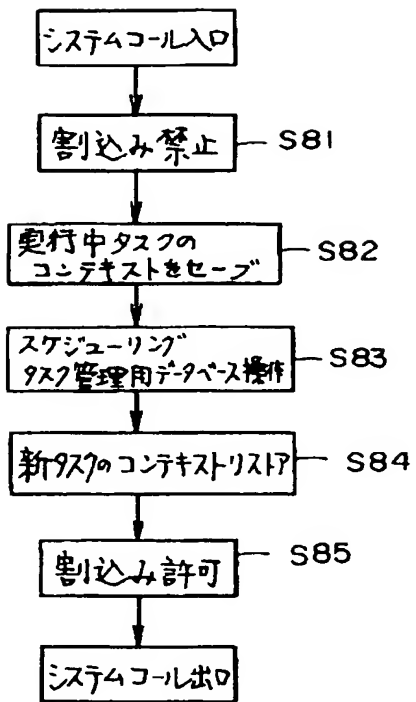 システムコール入口
割込み禁止
S81
実行中タスクの
コンテキストをセーブ
S82
スケジューリング
タスク管理用データベース操作
S83
新タスクのコンテキストリストア
S84
割込み許可
S85
システムコール出口